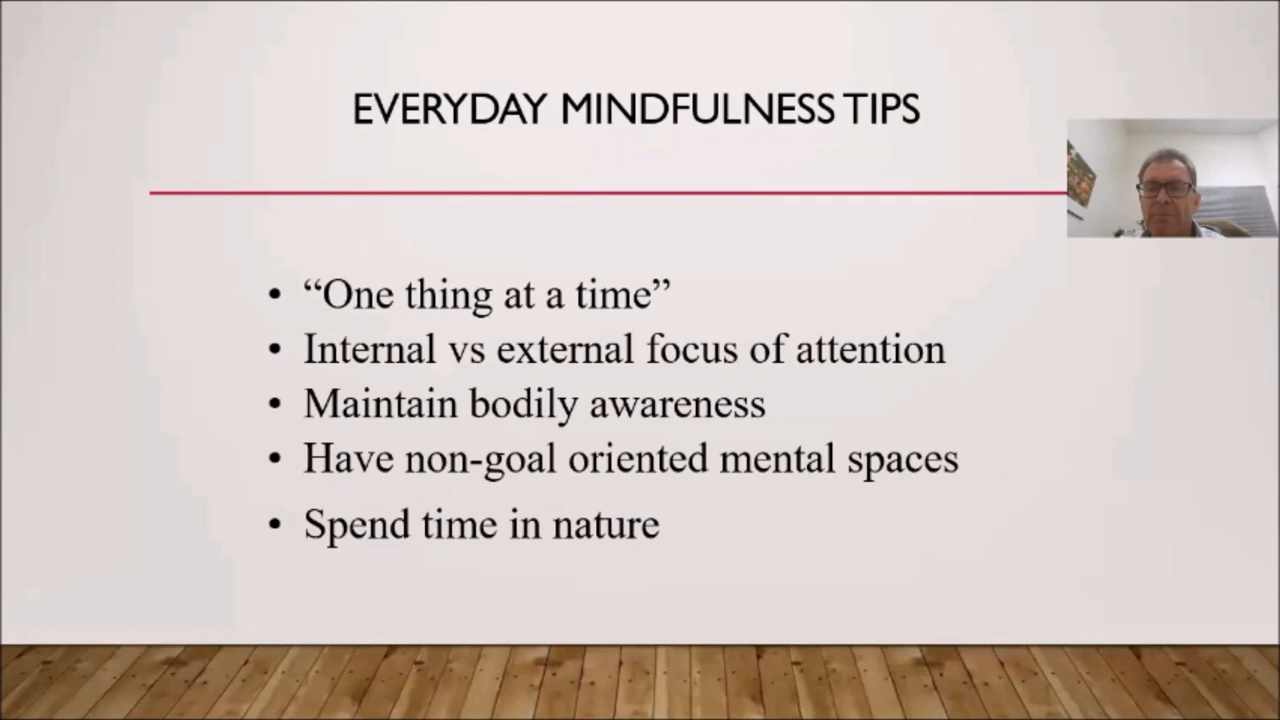 EVERYDAY MINDFULNESS TIPS
• “One thing at a time”
• Internal vs external focus of attention
• Maintain bodily awareness
• Have non-goal oriented mental spaces
• Spend time in nature